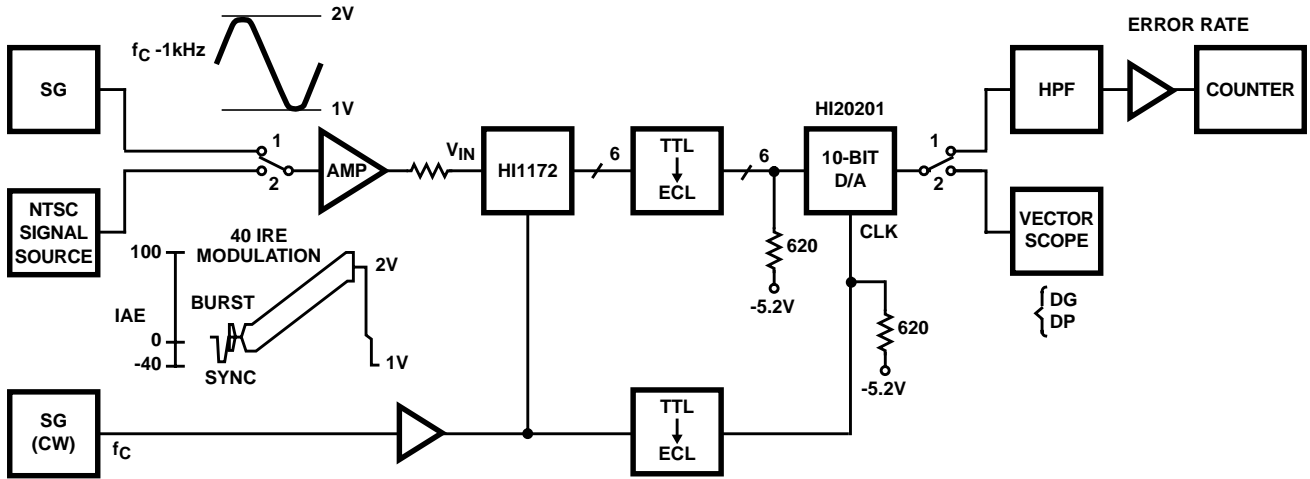 2V
ERROR RATE
f_C -1kHz
SG
HPF
COUNTER
1V
HI20201
1
1
6
TTL
6
V_IN
AMP
HI1172
10-BIT
D/A
2
ECL
2
NTSC
SIGNAL
SOURCE
CLK
VECTOR
SCOPE
40 IRE
MODULATION
100
620
2V
BURST
-5.2V
DG
DP
IAE
620
0
-40
1V
SYNC
-5.2V
TTL
SG
(CW)
ECL
f_C